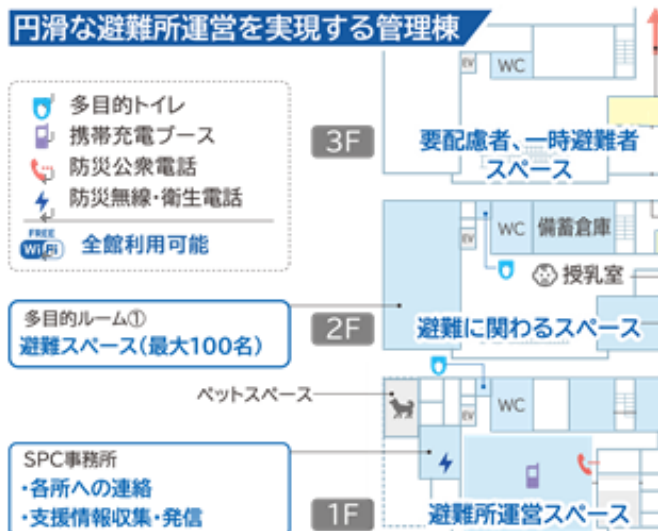 円滑な避難所運営を実現する管理棟
多目的トイレ
携帯充電ブース
防災公衆電話
防災無線・衛生電話
FREE
Wi-Fi
全館利用可能
3F
EV
WC
要配慮者、一時避難者
スペース
多目的ルーム①
避難スペース(最大100名)
2F
EV
WC
備蓄倉庫
授乳室
避難に関わるスペース
ペットスペース
EV
WC
SPC事務所
・各所への連絡
・支援情報収集・発信
1F
避難所運営スペース